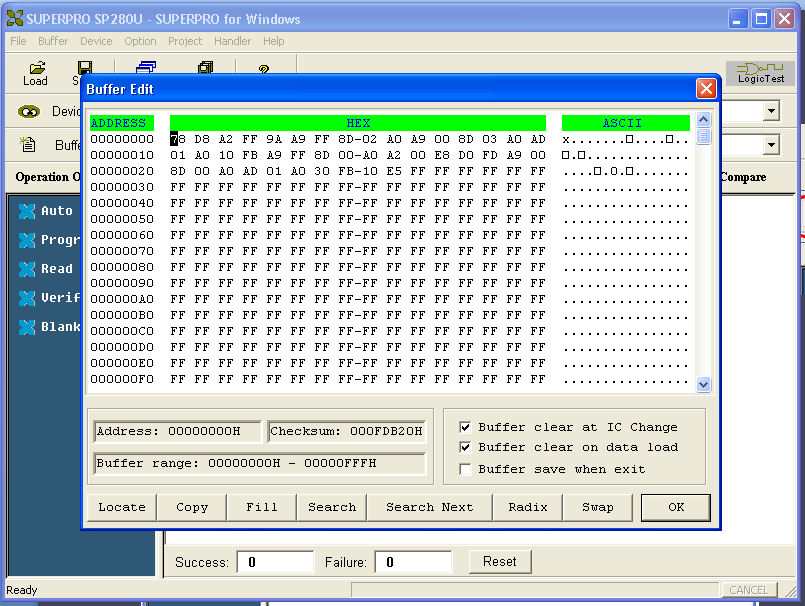 SUPERPRO SP280U - SUPERPRO for Windows
File Buffer Device Option Project Handler Help
Load S LogicTest
Buffer Edit
Devic
Buffe
Operation O Compare
Auto
Progr
Read
Verif
Blank
ADDRESS HEX ASCII
00000000 78 D8 A2 FF 9A A9 FF 8D-02 A0 A9 00 8D 03 A0 AD x.......□....□..
00000010 01 A0 10 FB A9 FF 8D 00-A0 A2 00 E8 D0 FD A9 00 □.□.............
00000020 8D 00 A0 AD 01 A0 30 FB-10 E5 FF FF FF FF FF FF ....□.0.□.......
00000030 FF FF FF FF FF FF FF FF-FF FF FF FF FF FF FF FF ................
00000040 FF FF FF FF FF FF FF FF-FF FF FF FF FF FF FF FF ................
00000050 FF FF FF FF FF FF FF FF-FF FF FF FF FF FF FF FF ................
00000060 FF FF FF FF FF FF FF FF-FF FF FF FF FF FF FF FF ................
00000070 FF FF FF FF FF FF FF FF-FF FF FF FF FF FF FF FF ................
00000080 FF FF FF FF FF FF FF FF-FF FF FF FF FF FF FF FF ................
00000090 FF FF FF FF FF FF FF FF-FF FF FF FF FF FF FF FF ................
000000A0 FF FF FF FF FF FF FF FF-FF FF FF FF FF FF FF FF ................
000000B0 FF FF FF FF FF FF FF FF-FF FF FF FF FF FF FF FF ................
000000C0 FF FF FF FF FF FF FF FF-FF FF FF FF FF FF FF FF ................
000000D0 FF FF FF FF FF FF FF FF-FF FF FF FF FF FF FF FF ................
000000E0 FF FF FF FF FF FF FF FF-FF FF FF FF FF FF FF FF ................
000000F0 FF FF FF FF FF FF FF FF-FF FF FF FF FF FF FF FF ................
Address: 00000000H Checksum: 000FDB20H
Buffer range: 00000000H - 00000FFFH
Buffer clear at IC Change
Buffer clear on data load
Buffer save when exit
Locate Copy Fill Search Search Next Radix Swap OK
Success: 0 Failure: 0 Reset
Ready CANCEL